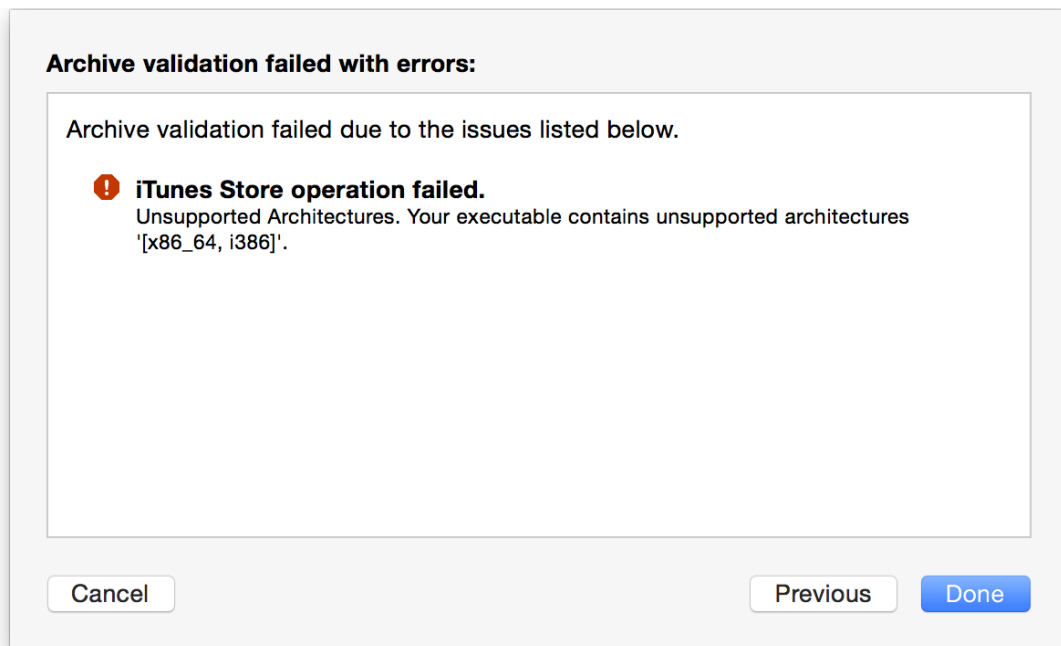 Archive validation failed with errors:
Archive validation failed due to the issues listed below.
iTunes Store operation failed.
Unsupported Architectures. Your executable contains unsupported architectures
'[x86_64, i386]'.
Cancel
Previous
Done